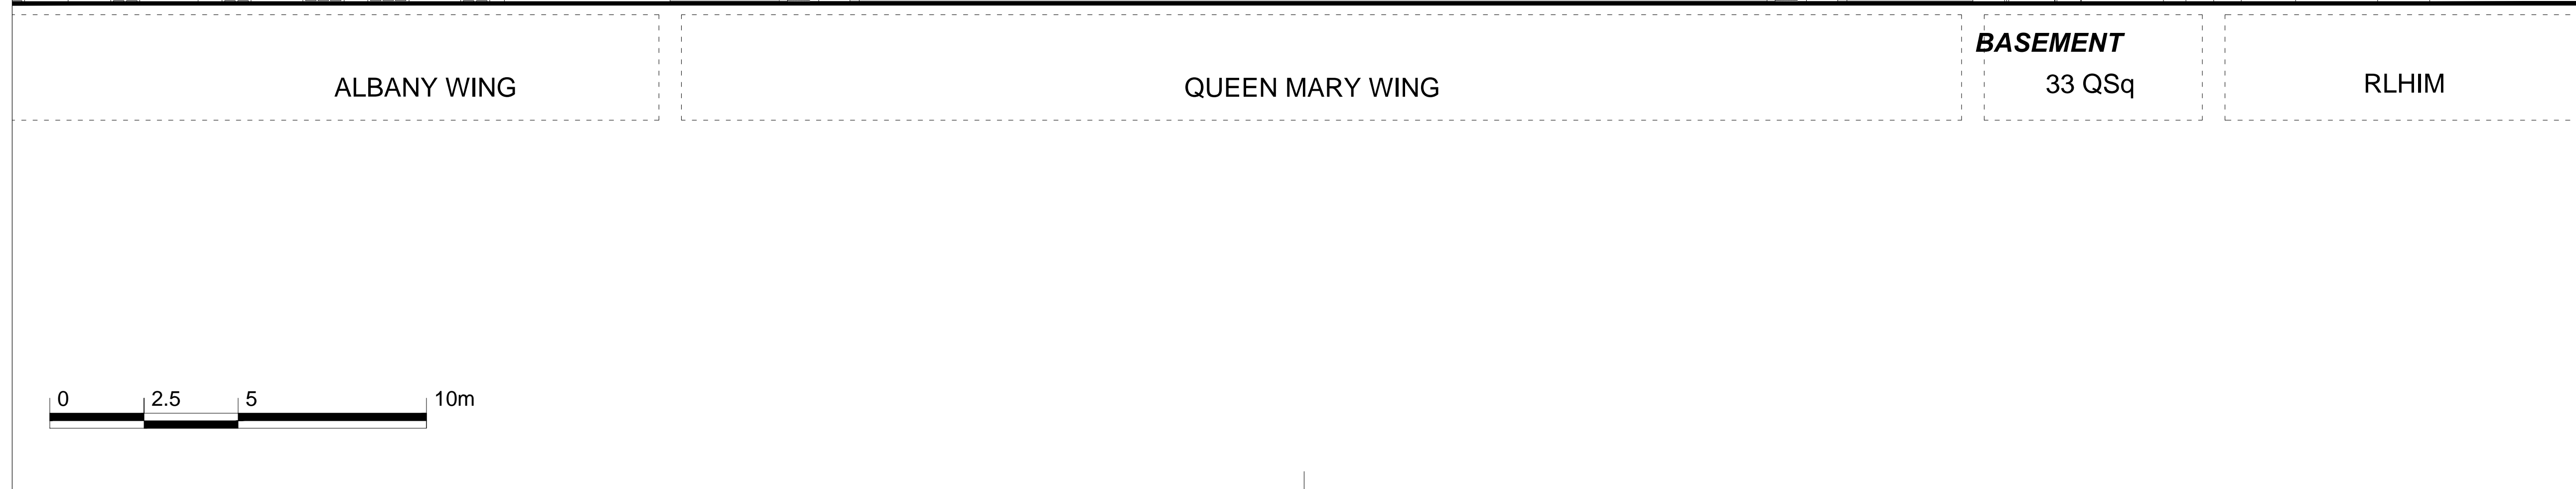 BASEMENT
ALBANY WING
QUEEN MARY WING
33 QSq
RLHIM
0 2.5 5 10m